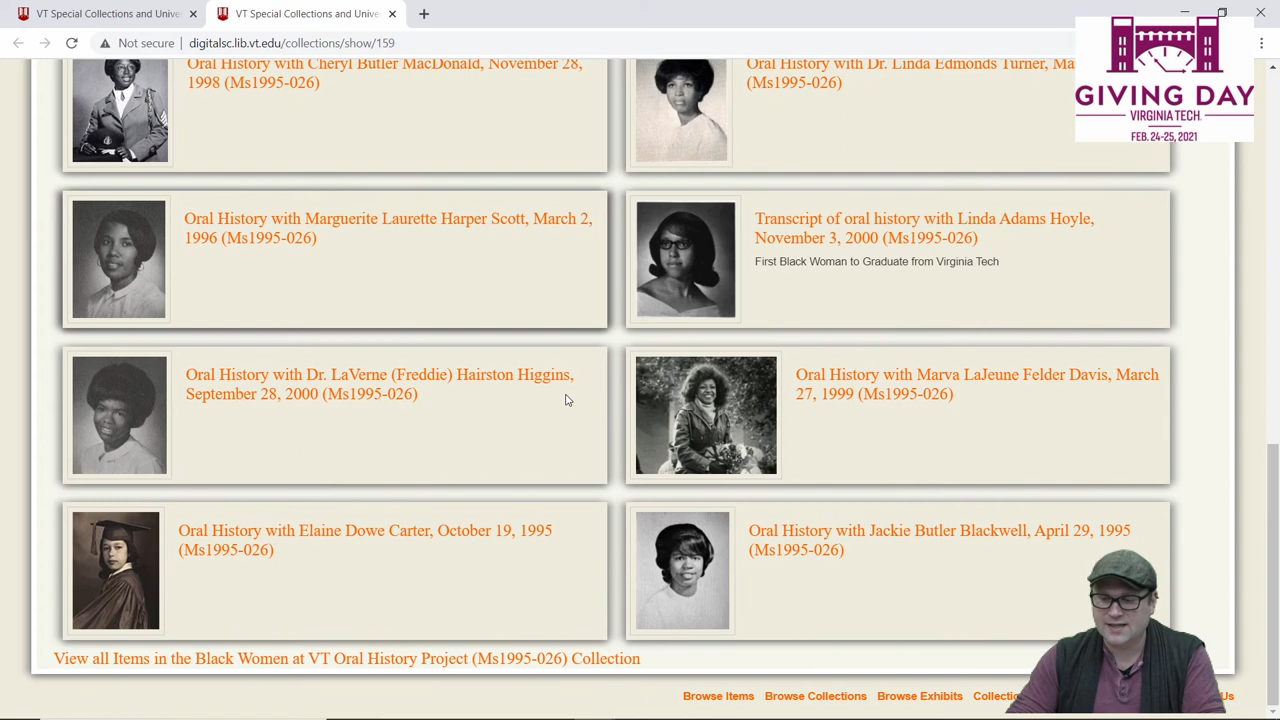 VT Special Collections and Unive
VT Special Collections and Unive
Not secure
digitalsc.lib.vt.edu/collections/show/159
GIVING DAY
VIRGINIA TECH.
FEB. 24-25, 2021
Oral History with Cheryl Butler MacDonald, November 28,
1998 (Ms1995-026)
Oral History with Dr. Linda Edmonds Turner,
(Ms1995-026)
Oral History with Marguerite Laurette Harper Scott, March 2,
1996 (Ms1995-026)
Transcript of oral history with Linda Adams Hoyle,
November 3, 2000 (Ms1995-026)
First Black Woman to Graduate from Virginia Tech
Oral History with Dr. LaVerne (Freddie) Hairston Higgins,
September 28, 2000 (Ms1995-026)
Oral History with Marva LaJeune Felder Davis, March
27, 1999 (Ms1995-026)
Oral History with Elaine Dowe Carter, October 19, 1995
(Ms1995-026)
Oral History with Jackie Butler Blackwell, April 29, 1995
(Ms1995-026)
View all Items in the Black Women at VT Oral History Project (Ms1995-026) Collection
Browse Items Browse Collections Browse Exhibits Us